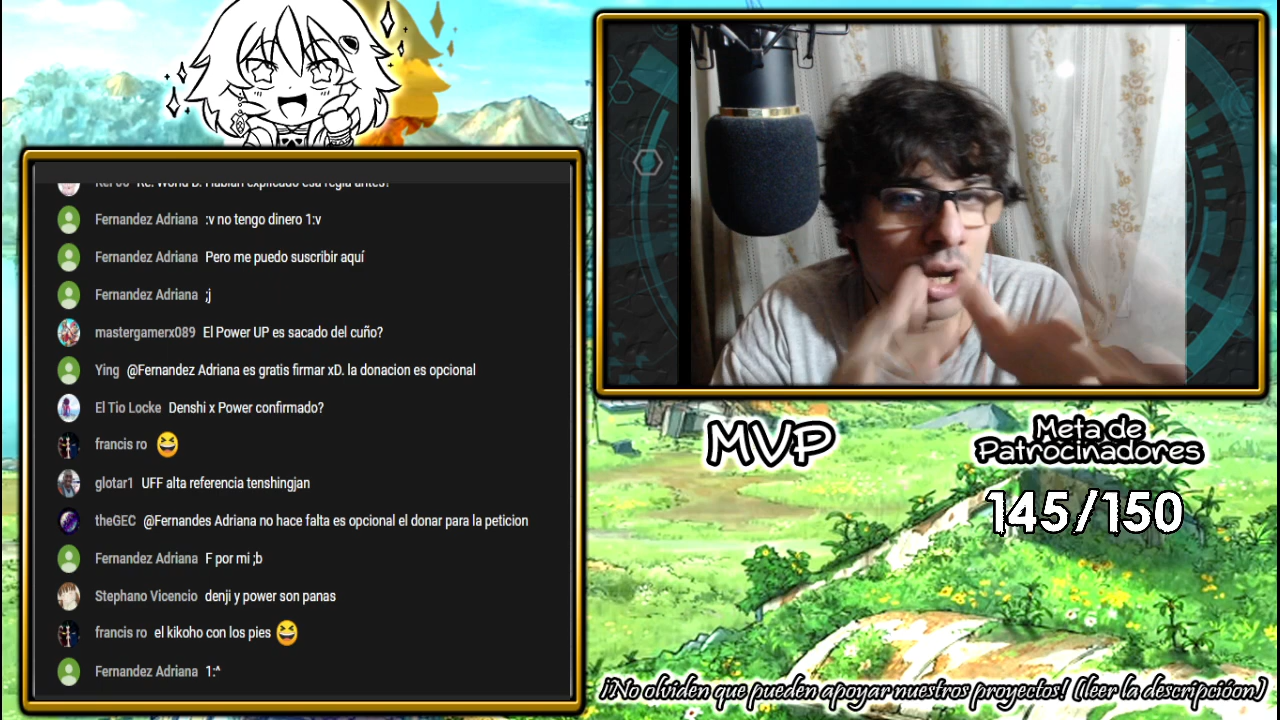 Fernandez Adriana :v no tengo dinero 1:v
Fernandez Adriana Pero me puedo suscribir aquí
Fernandez Adriana ;j
mastergamerx089 El Power UP es sacado del cuño?
Ying @Fernandez Adriana es gratis firmar xD. la donacion es opcional
El Tio Locke Denshi x Power confirmado?
francis ro
glotar1 UFF alta referencia tenshingjan
theGEC @Fernandes Adriana no hace falta es opcional el donar para la peticion
Fernandez Adriana F por mi ;b
Stephano Vicencio denji y power son panas
francis ro el kikoho con los pies
Fernandez Adriana 1:^
MVP
Meta de
Patrocinadores
145/150
¡¡No olviden que pueden apoyar nuestros proyectos! (leer la descripcióon)